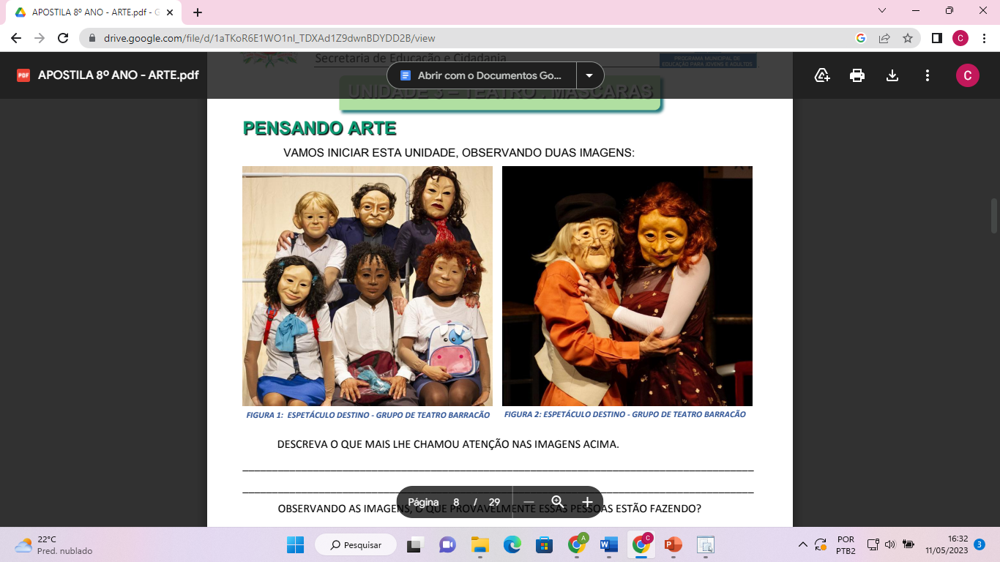 APOSTILA 8º ANO - ARTE.pdf - G
drive.google.com/file/d/1aTKoR6E1WO1nI_TDXAd1Z9dwnBDYDD2B/view
C
Secretaria de Educação e Cidadania
PROGRAMA MUNICIPAL DE
EDUCAÇÃO PARA JOVENS E ADULTOS
PDF
APOSTILA 8º ANO - ARTE.pdf
Abrir com o Documentos Go...
C
UNIDADE 3 – TEATRO . MÁSCARAS
PENSANDO ARTE
VAMOS INICIAR ESTA UNIDADE, OBSERVANDO DUAS IMAGENS:
FIGURA 1: ESPETÁCULO DESTINO - GRUPO DE TEATRO BARRACÃO
FIGURA 2: ESPETÁCULO DESTINO - GRUPO DE TEATRO BARRACÃO
DESCREVA O QUE MAIS LHE CHAMOU ATENÇÃO NAS IMAGENS ACIMA.
Página 8 / 29
OBSERVANDO AS IMAGENS, O QUE PROVAVELMENTE ESSAS PESSOAS ESTÃO FAZENDO?
22°C
Pred. nublado
Pesquisar
A
C
POR
PTB2
16:32
11/05/2023
3